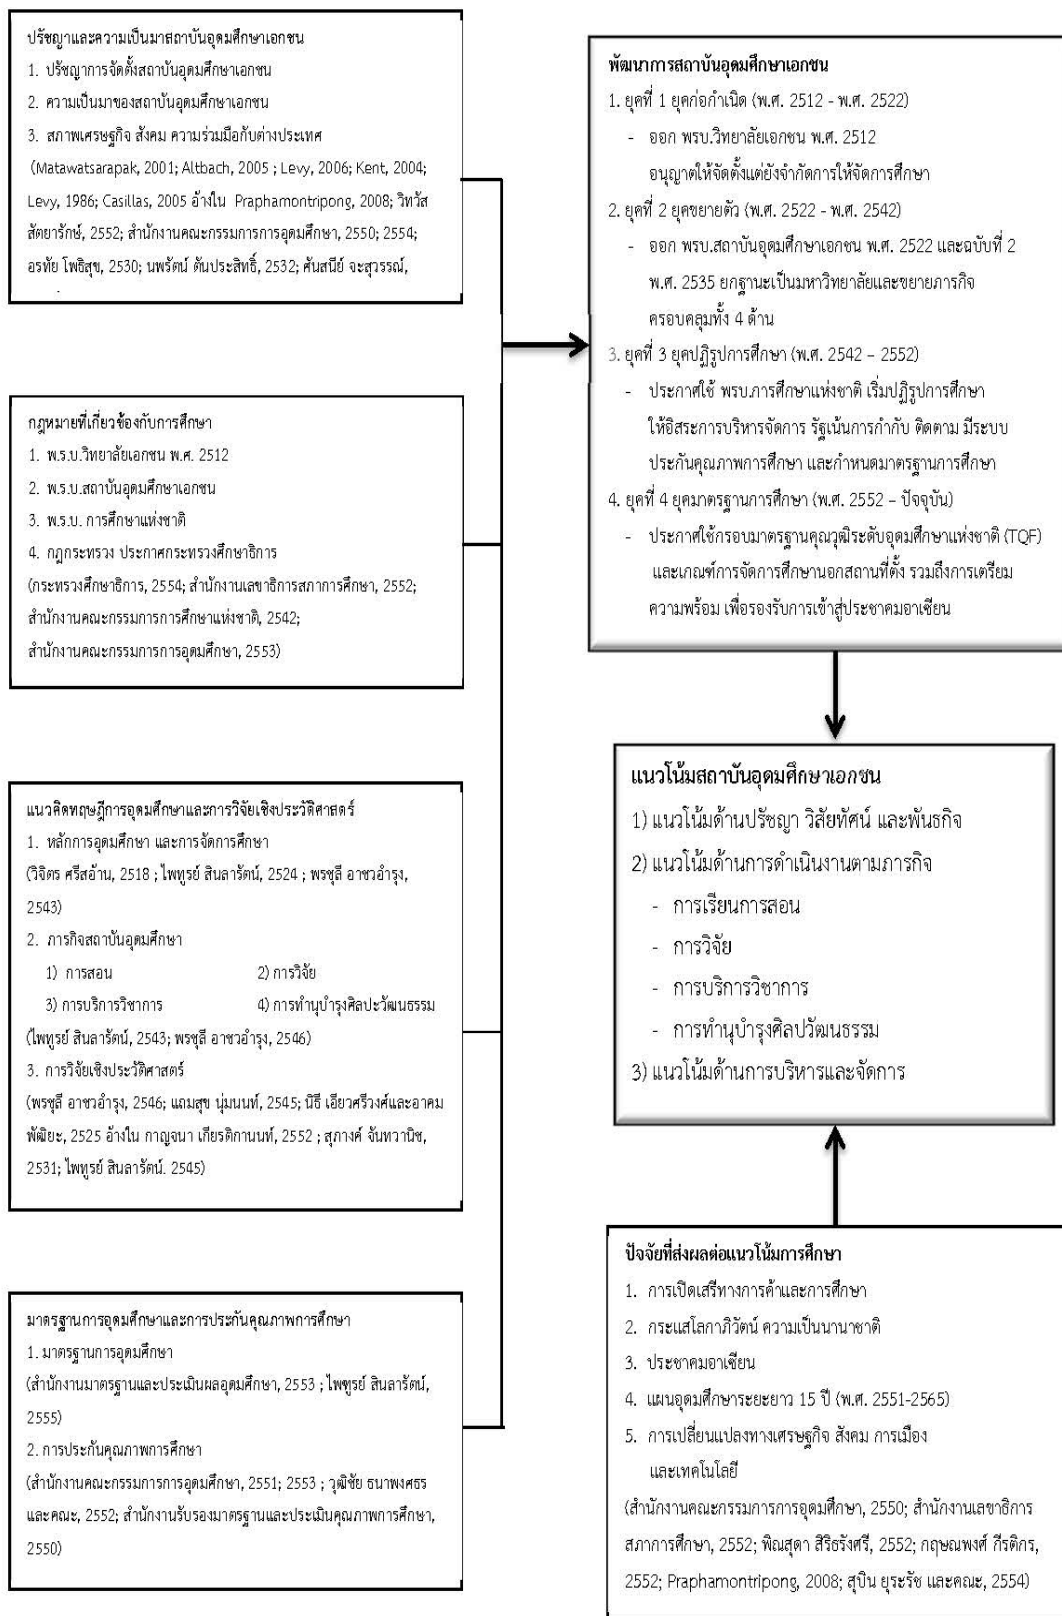 ปรัชญาและความเป็นมาสถาบันอุดมศึกษาเอกชน
1. ปรัชญาการจัดตั้งสถาบันอุดมศึกษาเอกชน
2. ความเป็นมาของสถาบันอุดมศึกษาเอกชน
3. สภาพเศรษฐกิจ สังคม ความร่วมมือกับต่างประเทศ
(Matawatsarapak, 2001; Altbach, 2005 ; Levy, 2006; Kent, 2004;
Levy, 1986; Casillas, 2005 อ้างใน Praphamontripong, 2008; วิทวัส
สัตยารักษ์, 2552; สำนักงานคณะกรรมการการอุดมศึกษา, 2550; 2554;
อรทัย โพธิสุข, 2530; นพรัตน์ ตันประสิทธิ์, 2532; ศันสนีย์ จะสุวรรณ์,
กฎหมายที่เกี่ยวข้องกับการศึกษา
1. พ.ร.บ.วิทยาลัยเอกชน พ.ศ. 2512
2. พ.ร.บ.สถาบันอุดมศึกษาเอกชน
3. พ.ร.บ. การศึกษาแห่งชาติ
4. กฎกระทรวง ประกาศกระทรวงศึกษาธิการ
(กระทรวงศึกษาธิการ, 2554; สำนักงานเลขาธิการสภาการศึกษา, 2552;
สำนักงานคณะกรรมการการศึกษาแห่งชาติ, 2542;
สำนักงานคณะกรรมการการอุดมศึกษา, 2553)
แนวคิดทฤษฎีการอุดมศึกษาและการวิจัยเชิงประวัติศาสตร์
1. หลักการอุดมศึกษา และการจัดการศึกษา
(วิจิตร ศรีสอ้าน, 2518 ; ไพฑูรย์ สินลารัตน์, 2524 ; พรชุลี อาชวอำรุง,
2543)
2. ภารกิจสถาบันอุดมศึกษา
1) การสอน 2) การวิจัย
3) การบริการวิชาการ 4) การทำนุบำรุงศิลปะวัฒนธรรม
(ไพฑูรย์ สินลารัตน์, 2543; พรชุลี อาชวอำรุง, 2546)
3. การวิจัยเชิงประวัติศาสตร์
(พรชุลี อาชวอำรุง, 2546; แถมสุข นุ่มนนท์, 2545; นิธิ เอียวศรีวงศ์และอาคม
พัฒิยะ, 2525 อ้างใน กาญจนา เกียรติกานนท์, 2552 ; สุภางค์ จันทวานิช,
2531; ไพฑูรย์ สินลารัตน์. 2545)
มาตรฐานการอุดมศึกษาและการประกันคุณภาพการศึกษา
1. มาตรฐานการอุดมศึกษา
(สำนักงานมาตรฐานและประเมินผลอุดมศึกษา, 2553 ; ไพฑูรย์ สินลารัตน์,
2555)
2. การประกันคุณภาพการศึกษา
(สำนักงานคณะกรรมการการอุดมศึกษา, 2551; 2553 ; วุฒิชัย ธนาพงศธร
และคณะ, 2552; สำนักงานรับรองมาตรฐานและประเมินคุณภาพการศึกษา,
2550)
พัฒนาการสถาบันอุดมศึกษาเอกชน
1. ยุคที่ 1 ยุคก่อกำเนิด (พ.ศ. 2512 - พ.ศ. 2522)
- ออก พรบ.วิทยาลัยเอกชน พ.ศ. 2512
อนุญาตให้จัดตั้งแต่ยังจำกัดการให้จัดการศึกษา
2. ยุคที่ 2 ยุคขยายตัว (พ.ศ. 2522 - พ.ศ. 2542)
- ออก พรบ.สถาบันอุดมศึกษาเอกชน พ.ศ. 2522 และฉบับที่ 2
พ.ศ. 2535 ยกฐานะเป็นมหาวิทยาลัยและขยายภารกิจ
ครอบคลุมทั้ง 4 ด้าน
3. ยุคที่ 3 ยุคปฏิรูปการศึกษา (พ.ศ. 2542 – 2552)
- ประกาศใช้ พรบ.การศึกษาแห่งชาติ เริ่มปฏิรูปการศึกษา
ให้อิสระการบริหารจัดการ รัฐเน้นการกำกับ ติดตาม มีระบบ
ประกันคุณภาพการศึกษา และกำหนดมาตรฐานการศึกษา
4. ยุคที่ 4 ยุคมาตรฐานการศึกษา (พ.ศ. 2552 – ปัจจุบัน)
- ประกาศใช้กรอบมาตรฐานคุณวุฒิระดับอุดมศึกษาแห่งชาติ (TQF)
และเกณฑ์การจัดการศึกษานอกสถานที่ตั้ง รวมถึงการเตรียม
ความพร้อม เพื่อรองรับการเข้าสู่ประชาคมอาเซียน
แนวโน้มสถาบันอุดมศึกษาเอกชน
1) แนวโน้มด้านปรัชญา วิสัยทัศน์ และพันธกิจ
2) แนวโน้มด้านการดำเนินงานตามภารกิจ
- การเรียนการสอน
- การวิจัย
- การบริการวิชาการ
- การทำนุบำรุงศิลปวัฒนธรรม
3) แนวโน้มด้านการบริหารและจัดการ
ปัจจัยที่ส่งผลต่อแนวโน้มการศึกษา
1. การเปิดเสรีทางการค้าและการศึกษา
2. กระแสโลกาภิวัตน์ ความเป็นนานาชาติ
3. ประชาคมอาเซียน
4. แผนอุดมศึกษาระยะยาว 15 ปี (พ.ศ. 2551-2565)
5. การเปลี่ยนแปลงทางเศรษฐกิจ สังคม การเมือง
และเทคโนโลยี
(สำนักงานคณะกรรมการการอุดมศึกษา, 2550; สำนักงานเลขาธิการ
สภาการศึกษา, 2552; พิณสุดา สิริธรังศรี, 2552; กฤษณพงศ์ กีรติกร,
2552; Praphamontripong, 2008; สุบิน ยุระรัช และคณะ, 2554)